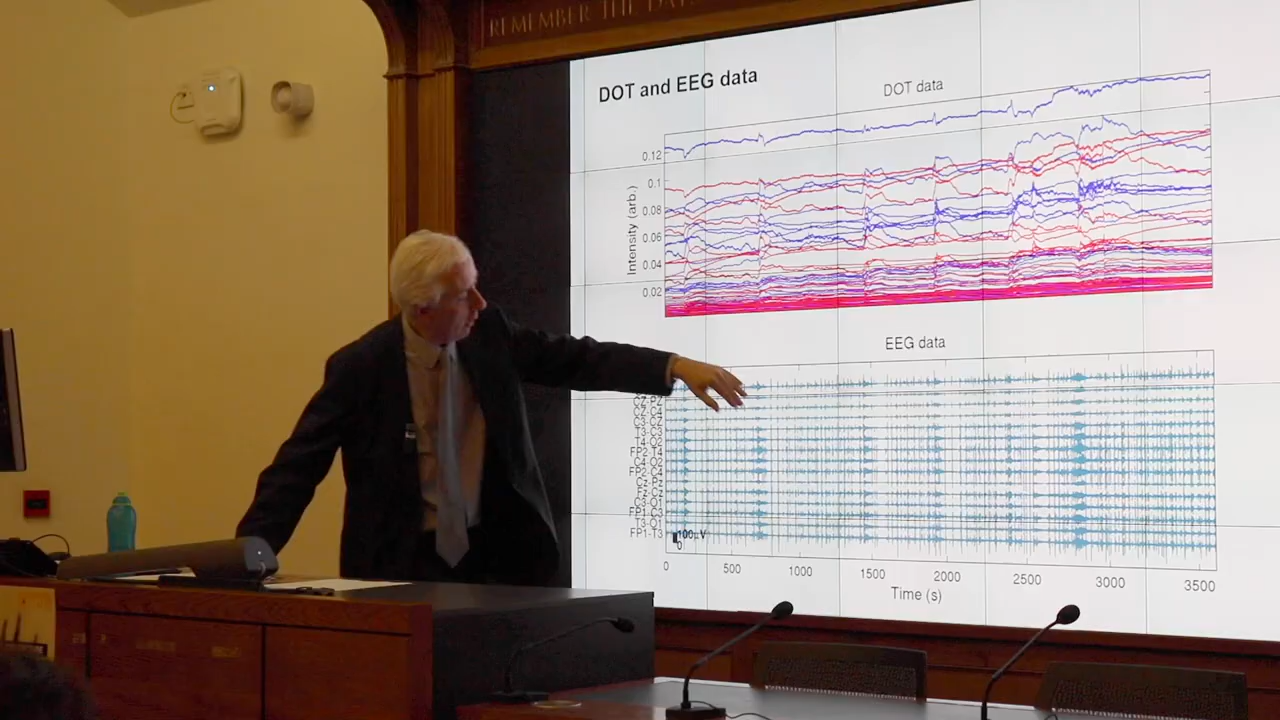 REMEMBER THE
DOT and EEG data
DOT data
0.12
0.1
0.08
0.06
0.04
0.02
Intensity (arb.)
EEG data
CZ-PZ
CZ-C4
C3-CZ
T3-C3
T4-O2
FP2-T4
C4-O2
FP2-C4
Cz-Pz
Fz-Cz
C3-O1
FP1-C3
T3-O1
FP1-T3
100μV
0
0 500 1000 1500 2000 2500 3000 3500
Time (s)